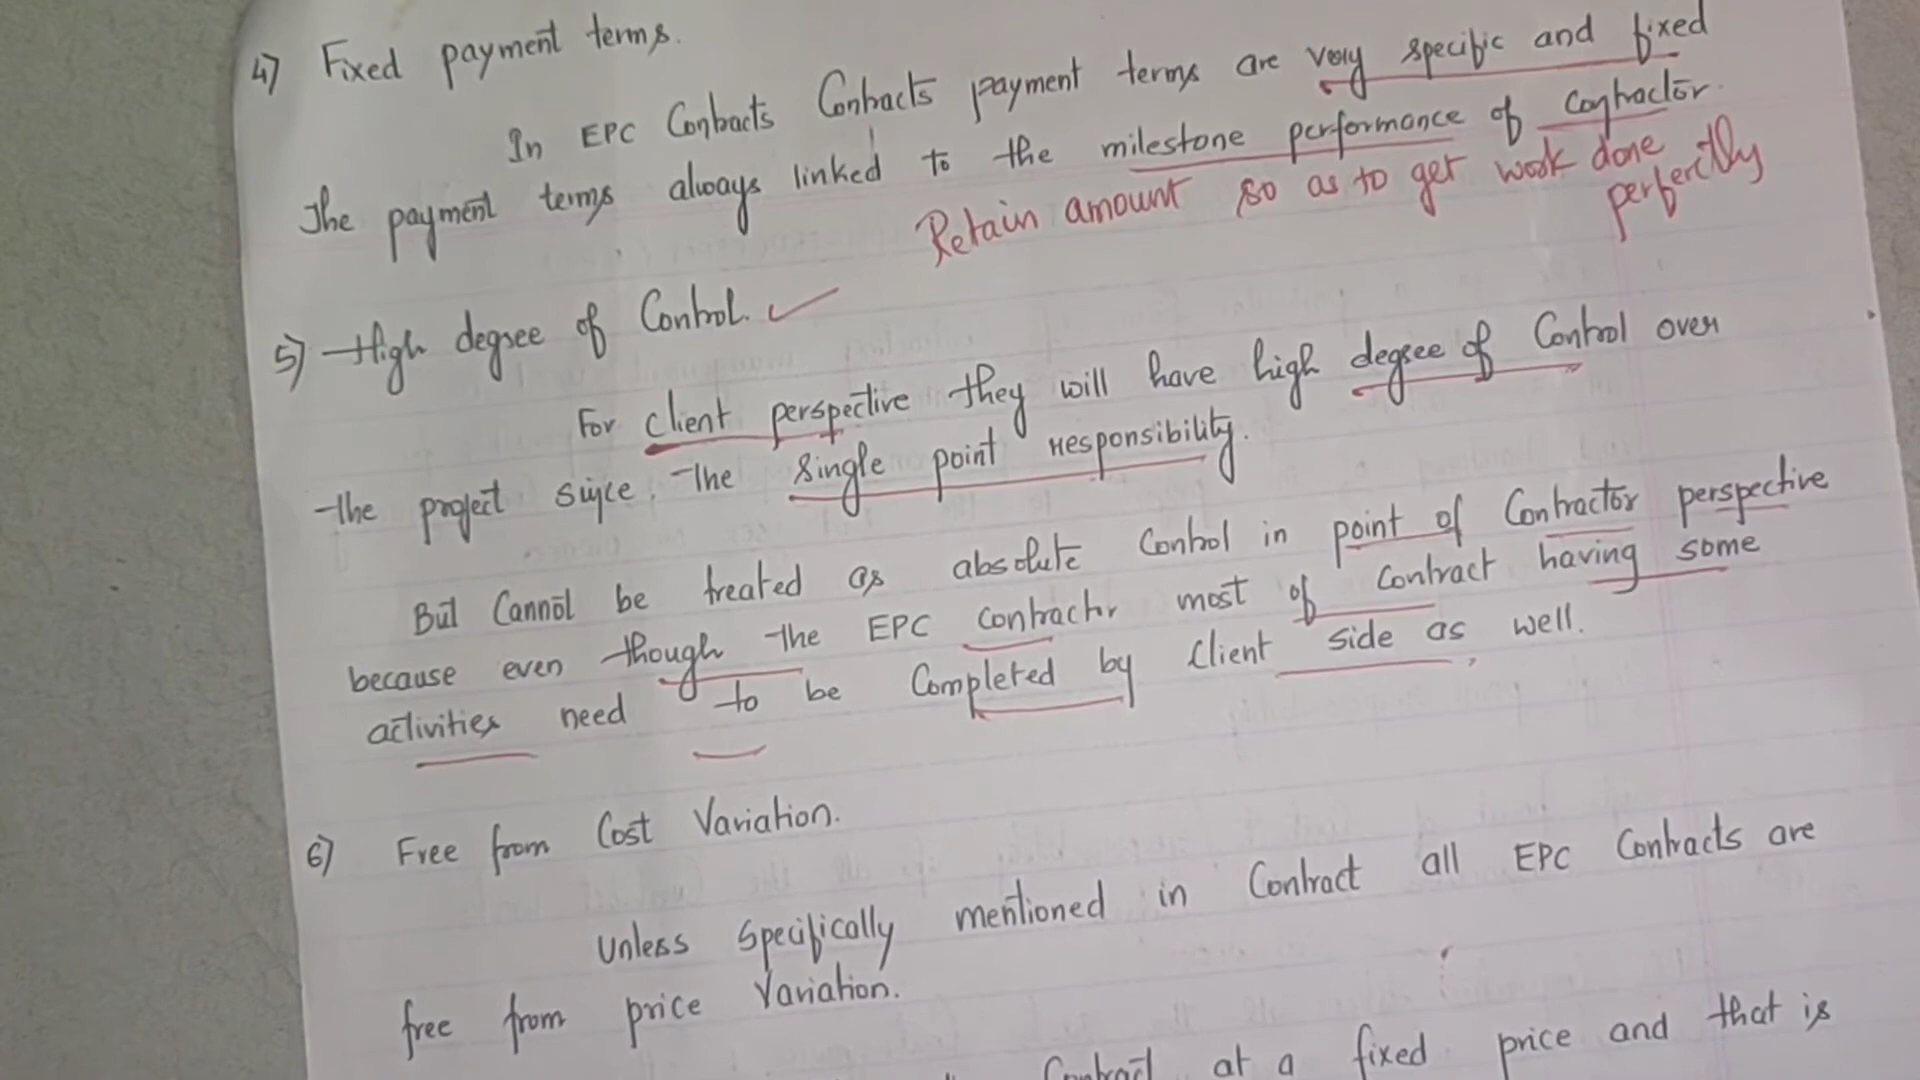 4) Fixed payment terms.
In EPC Contracts Contracts payment terms are very specific and fixed
The payment terms always linked to the milestone performance of contractor.
Retain amount so as to get work done
perfectly
5) High degree of Control.
For client perspective they will have high degree of Control over
the project since the single point responsibility.
But Cannot be treated as absolute Control in point of Contractor perspective
because even though the EPC contractor most of contract having some
activities need to be Completed by client side as well.
6) Free from Cost Variation.
Unless Specifically mentioned in Contract all EPC Contracts are
free from price Variation.
Contract at a fixed price and that is